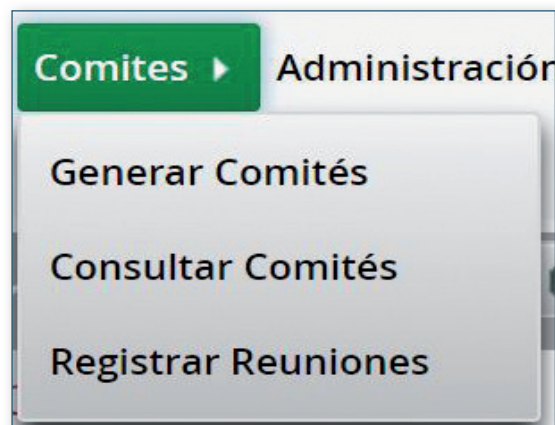 Comites Administración
Generar Comités
Consultar Comités
Registrar Reuniones